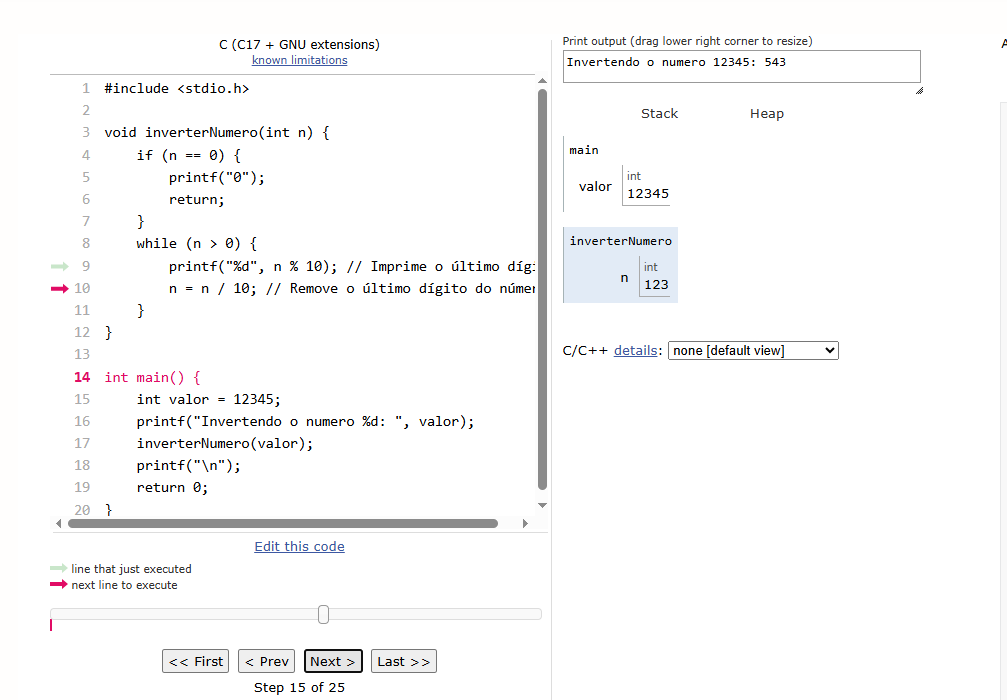 C (C17 + GNU extensions)
known limitations
1 #include <stdio.h>
2
3 void inverterNumero(int n) {
4     if (n == 0) {
5         printf("0");
6         return;
7     }
8     while (n > 0) {
9         printf("%d", n % 10); // Imprime o último díg
10         n = n / 10; // Remove o último dígito do núme
11     }
12 }
13
14 int main() {
15     int valor = 12345;
16     printf("Invertendo o numero %d: ", valor);
17     inverterNumero(valor);
18     printf("\n");
19     return 0;
20 }
Edit this code
line that just executed
next line to execute
<< First < Prev Next > Last >>
Step 15 of 25
Print output (drag lower right corner to resize)
Invertendo o numero 12345: 543
Stack Heap
main
valor int 12345
inverterNumero
n int 123
C/C++ details: none [default view]